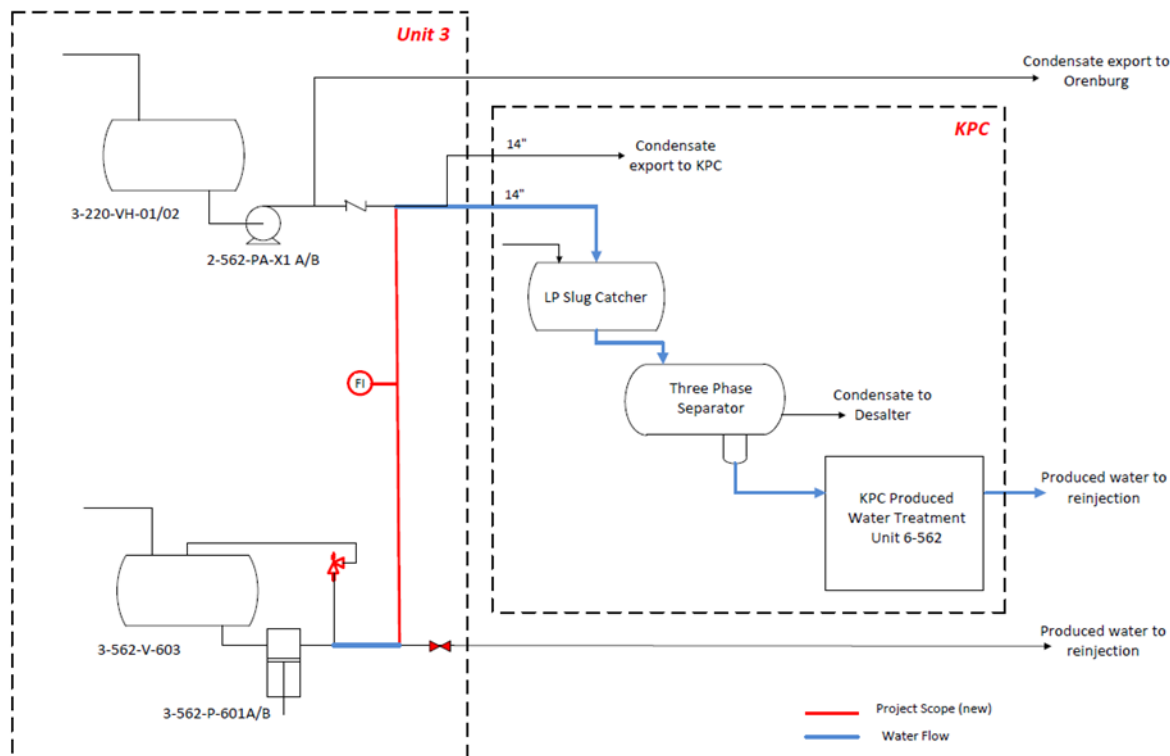 Unit 3
Condensate export to
Orenburg
KPC
14"
Condensate
export to KPC
14"
3-220-VH-01/02
2-562-PA-X1 A/B
LP Slug Catcher
FI
Three Phase
Separator
Condensate to
Desalter
KPC Produced
Water Treatment
Unit 6-562
Produced water to
reinjection
3-562-V-603
Produced water to
reinjection
3-562-P-601A/B
Project Scope (new)
Water Flow